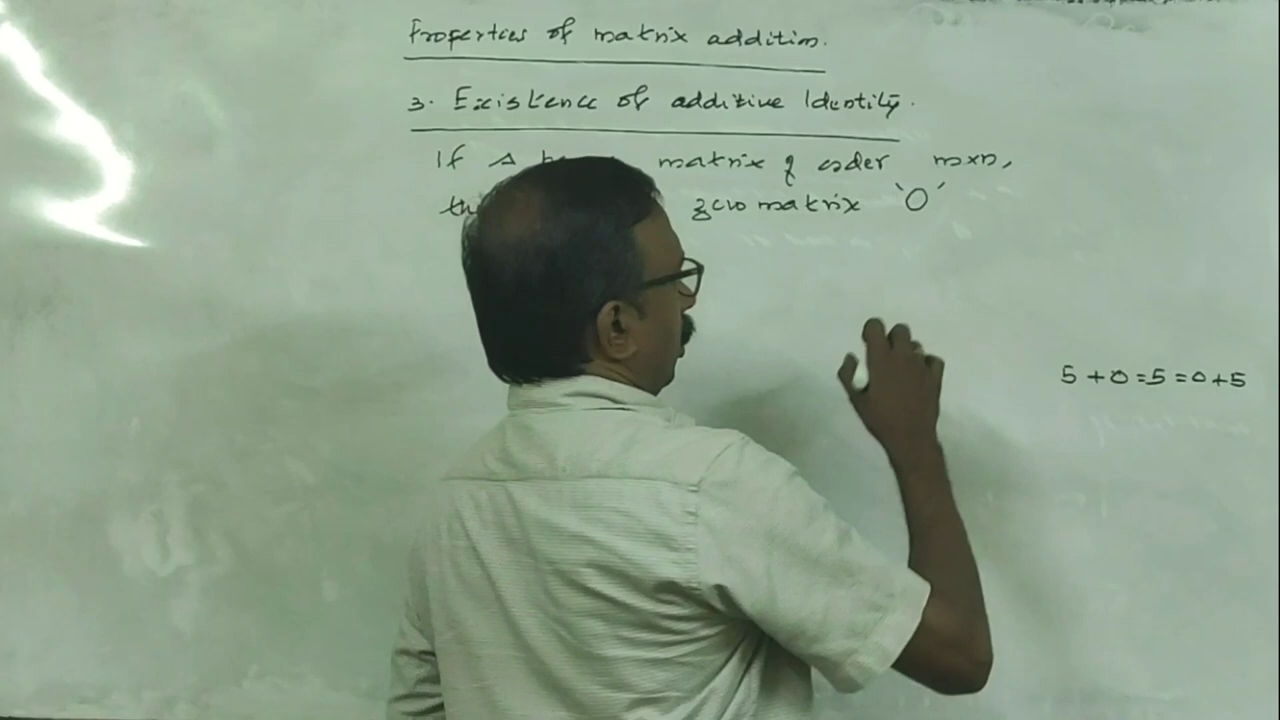 Properties of matrix addition.
3. Existence of additive Identity.
If A matrix of order mxn,
zero matrix 'O'
5+0=5=0+5